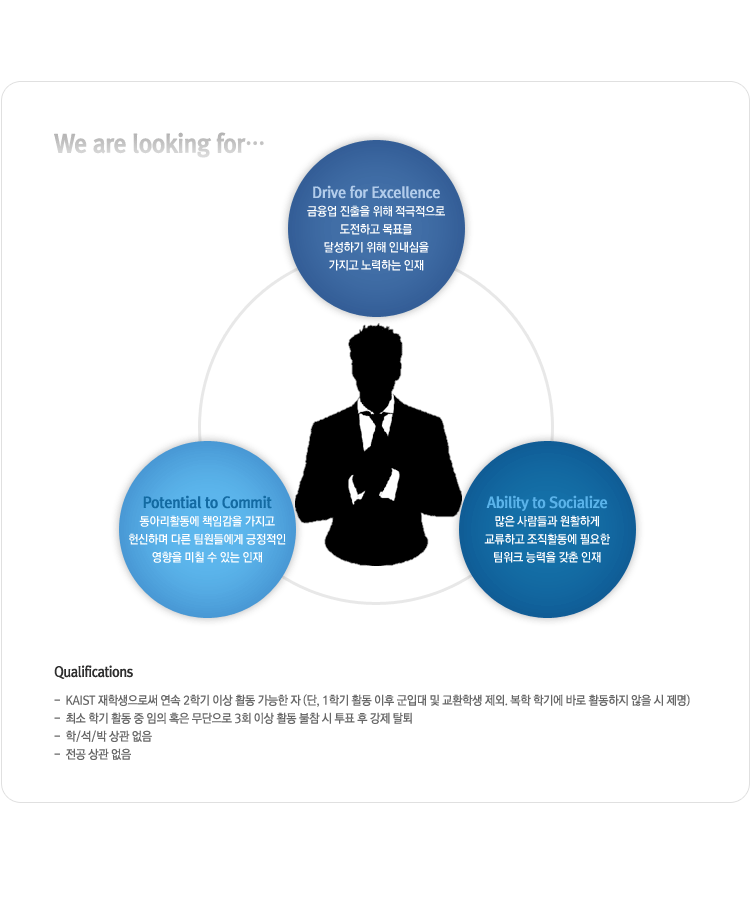 We are looking for···
Drive for Excellence
금융업 진출을 위해 적극적으로
도전하고 목표를
달성하기 위해 인내심을
가지고 노력하는 인재
Potential to Commit
동아리활동에 책임감을 가지고
헌신하며 다른 팀원들에게 긍정적인
영향을 미칠 수 있는 인재
Ability to Socialize
많은 사람들과 원활하게
교류하고 조직활동에 필요한
팀워크 능력을 갖춘 인재
Qualifications
- KAIST 재학생으로써 연속 2학기 이상 활동 가능한 자 (단, 1학기 활동 이후 군입대 및 교환학생 제외. 복학 학기에 바로 활동하지 않을 시 제명)
- 최소 학기 활동 중 임의 혹은 무단으로 3회 이상 활동 불참 시 투표 후 강제 탈퇴
- 학/석/박 상관 없음
- 전공 상관 없음